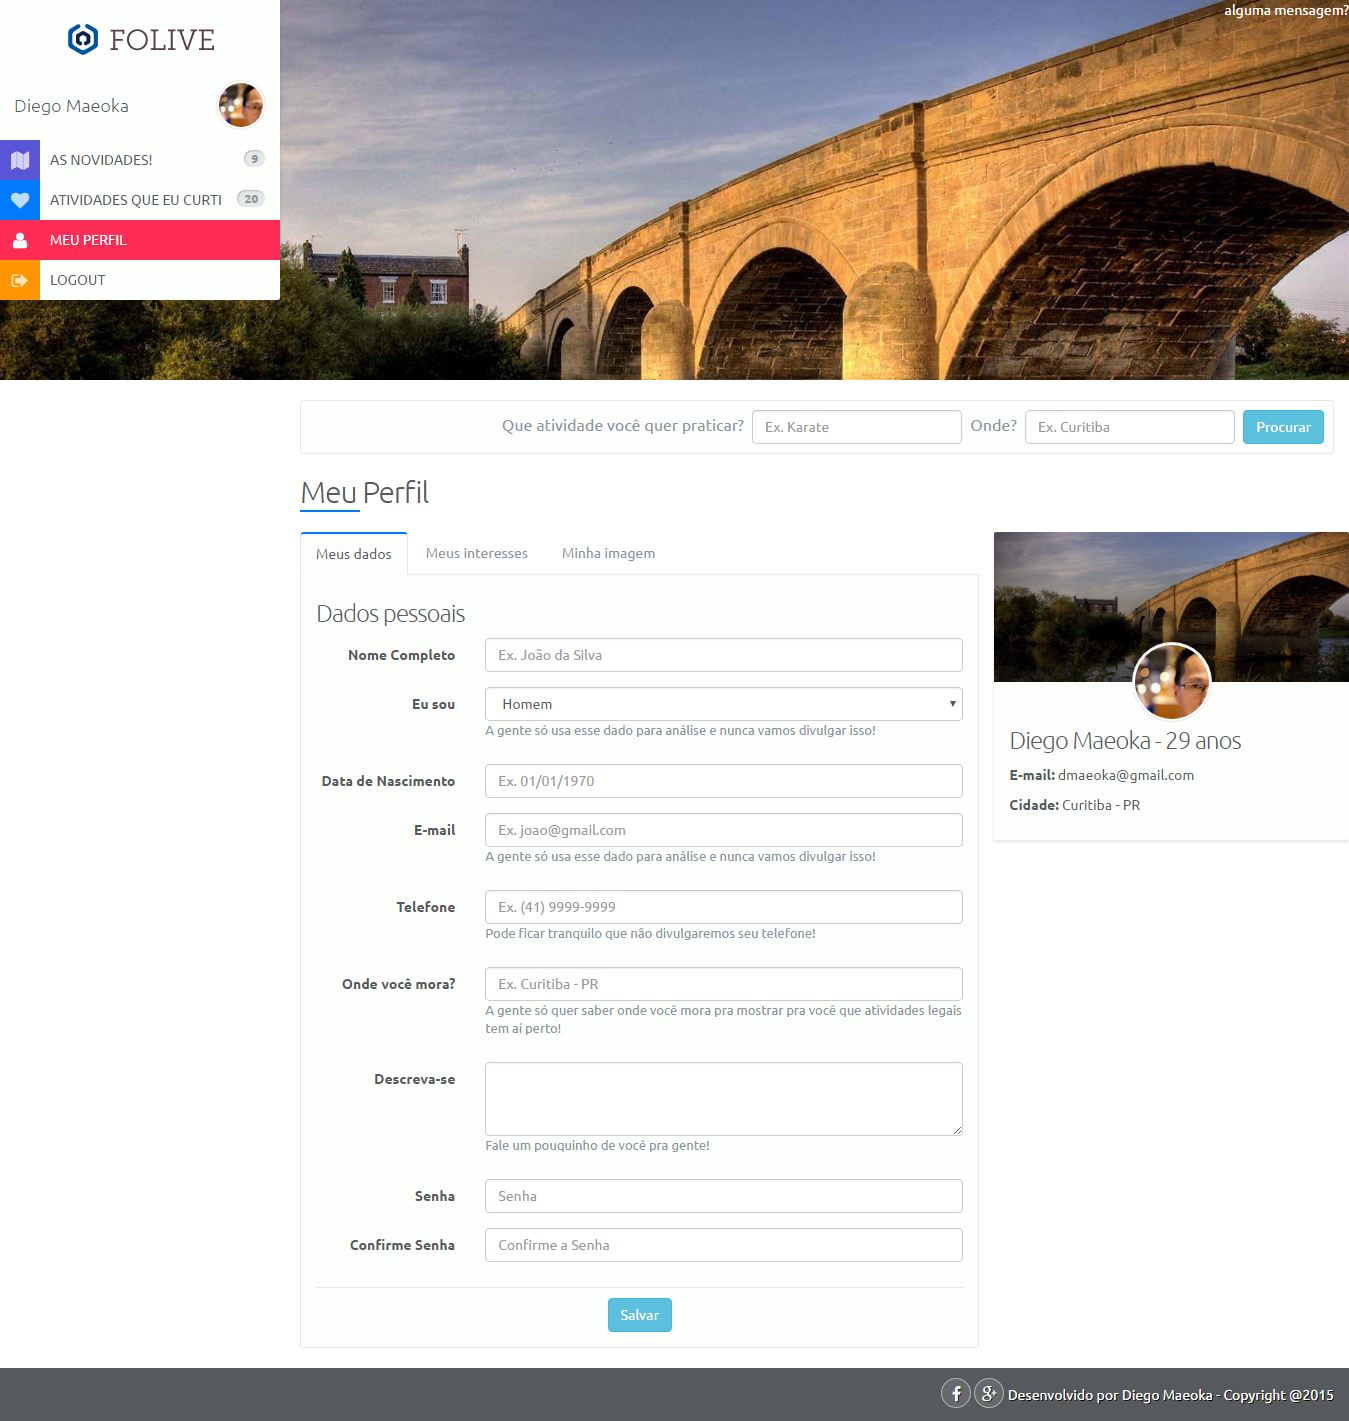 FOLIVE
alguma mensagem?
Diego Maeoka
AS NOVIDADES!
9
ATIVIDADES QUE EU CURTI
20
MEU PERFIL
LOGOUT
Que atividade você quer praticar? Ex. Karate Onde? Ex. Curitiba Procurar
Meu Perfil
Meus dados Meus interesses Minha imagem
Dados pessoais
Nome Completo Ex. João da Silva
Eu sou Homem
A gente só usa esse dado para análise e nunca vamos divulgar isso!
Data de Nascimento Ex. 01/01/1970
E-mail Ex. joao@gmail.com
A gente só usa esse dado para análise e nunca vamos divulgar isso!
Telefone Ex. (41) 9999-9999
Pode ficar tranquilo que não divulgaremos seu telefone!
Onde você mora? Ex. Curitiba - PR
A gente só quer saber onde você mora pra mostrar pra você que atividades legais
tem aí perto!
Descreva-se
Fale um pouquinho de você pra gente!
Senha Senha
Confirme Senha Confirme a Senha
Salvar
Diego Maeoka - 29 anos
E-mail: dmaeoka@gmail.com
Cidade: Curitiba - PR
Desenvolvido por Diego Maeoka - Copyright @2015